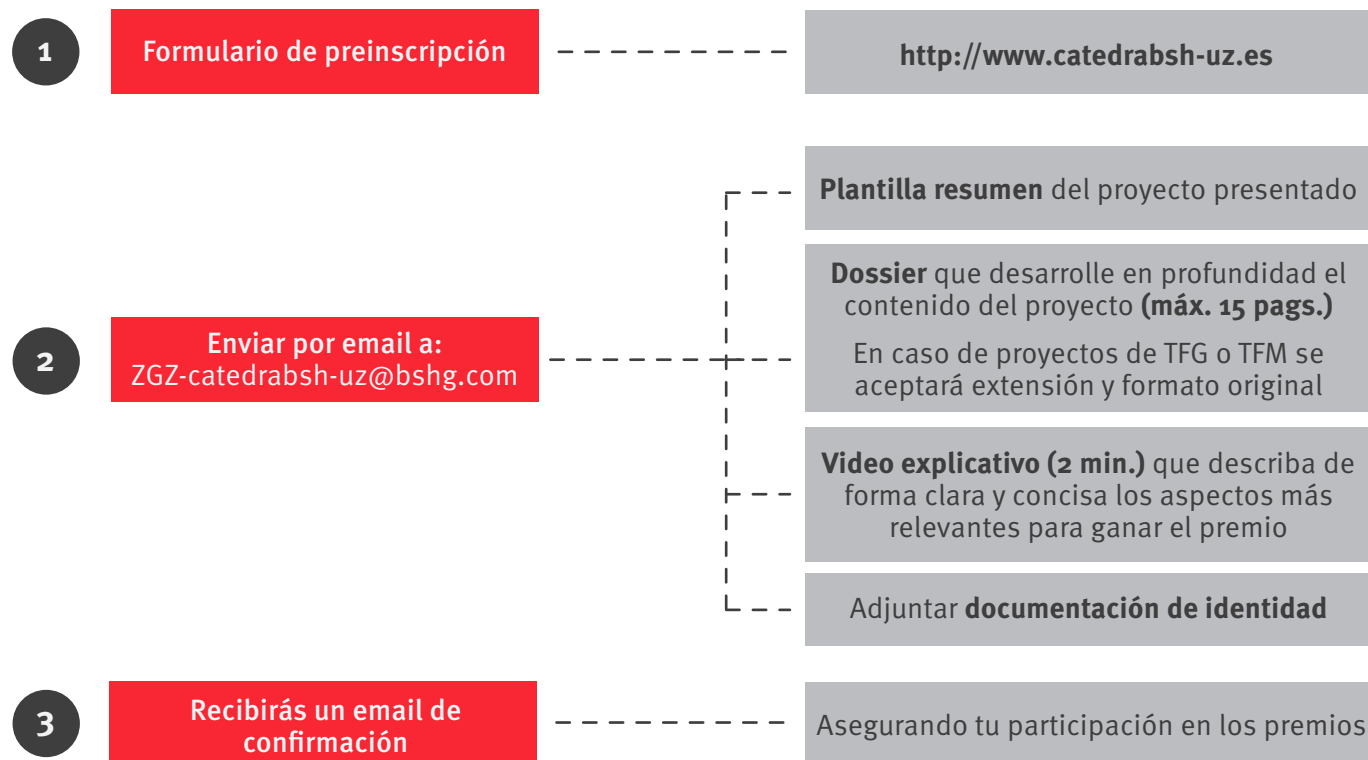 1
Formulario de preinscripción
http://www.catedrabsh-uz.es
2
Enviar por email a:
ZGZ-catedrabsh-uz@bshg.com
Plantilla resumen del proyecto presentado
Dossier que desarrolle en profundidad el
contenido del proyecto (máx. 15 pags.)
En caso de proyectos de TFG o TFM se
aceptará extensión y formato original
Video explicativo (2 min.) que describa de
forma clara y concisa los aspectos más
relevantes para ganar el premio
Adjuntar documentación de identidad
3
Recibirás un email de
confirmación
Asegurando tu participación en los premios